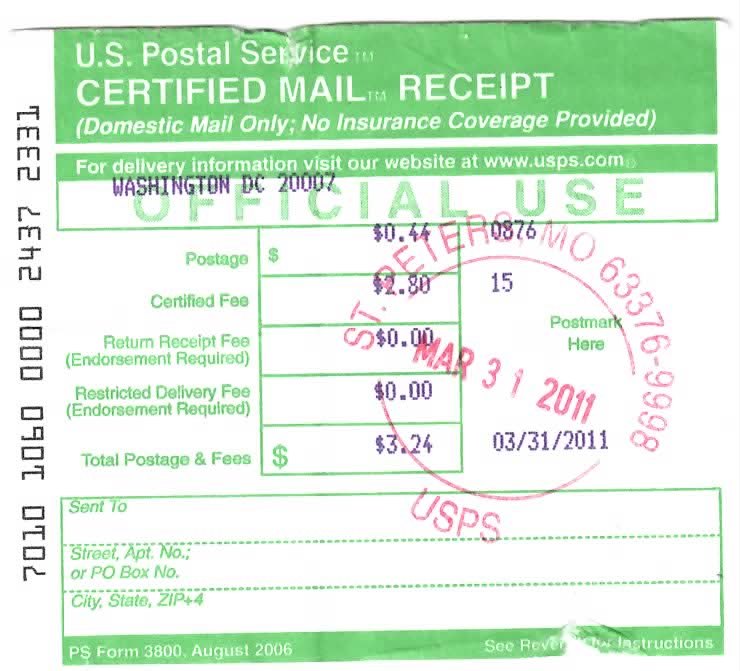 U.S. Postal Service™
CERTIFIED MAIL™ RECEIPT
(Domestic Mail Only; No Insurance Coverage Provided)
For delivery information visit our website at www.usps.com®
WASHINGTON DC 20007
OFFICIAL USE
Postage $ $0.44 0876
Certified Fee $2.80 15
Return Receipt Fee
(Endorsement Required) $0.00
Postmark
Here
Restricted Delivery Fee
(Endorsement Required) $0.00
Total Postage & Fees $ $3.24 03/31/2011
ST. PETERS, MO 63376-9998
MAR 31 2011
USPS
Sent To
Street, Apt. No.;
or PO Box No.
City, State, ZIP+4
PS Form 3800, August 2006 See Reverse for Instructions
7010 1060 0000 2437 2331